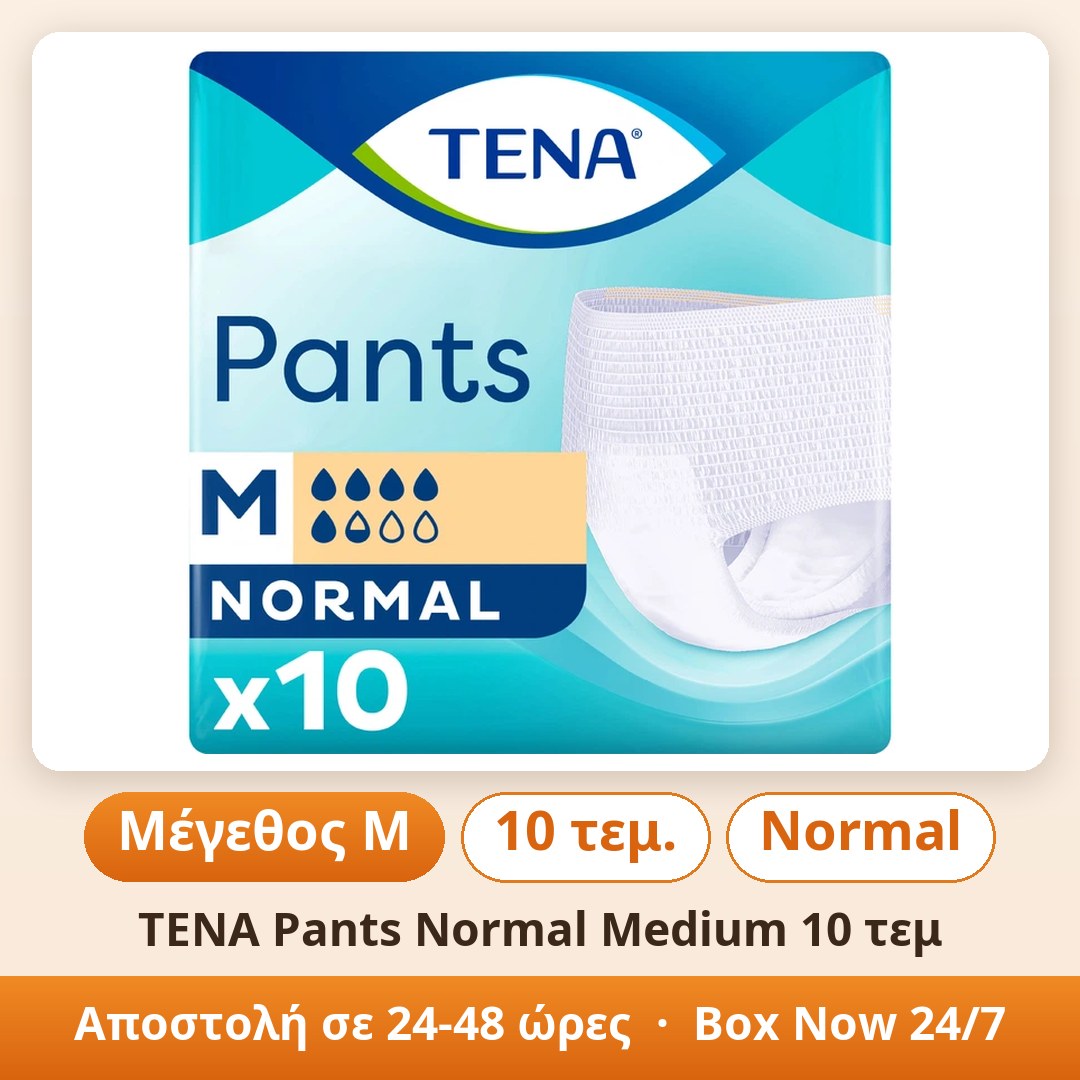 TENA®
Pants
M
NORMAL
x10
Μέγεθος M
10 τεμ.
Normal
TENA Pants Normal Medium 10 τεμ
Αποστολή σε 24-48 ώρες · Box Now 24/7